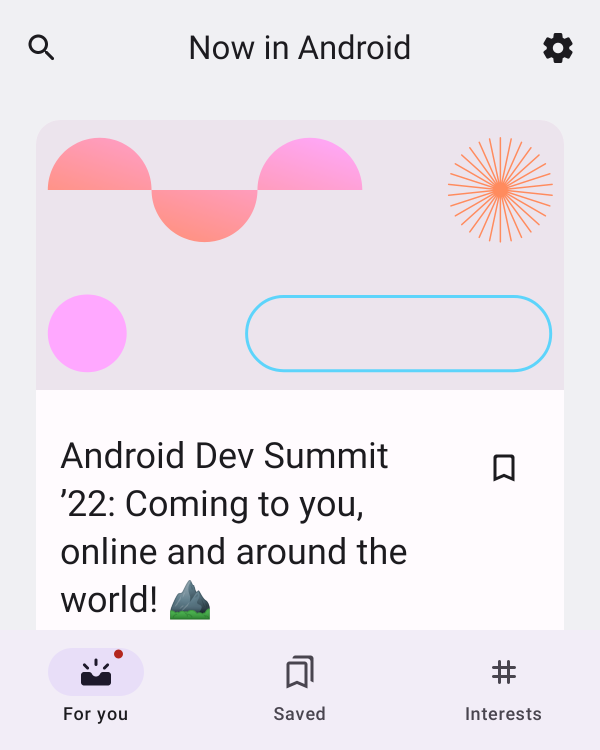 Now in Android
Android Dev Summit
’22: Coming to you,
online and around the
world! ⛰️
For you
Saved
Interests